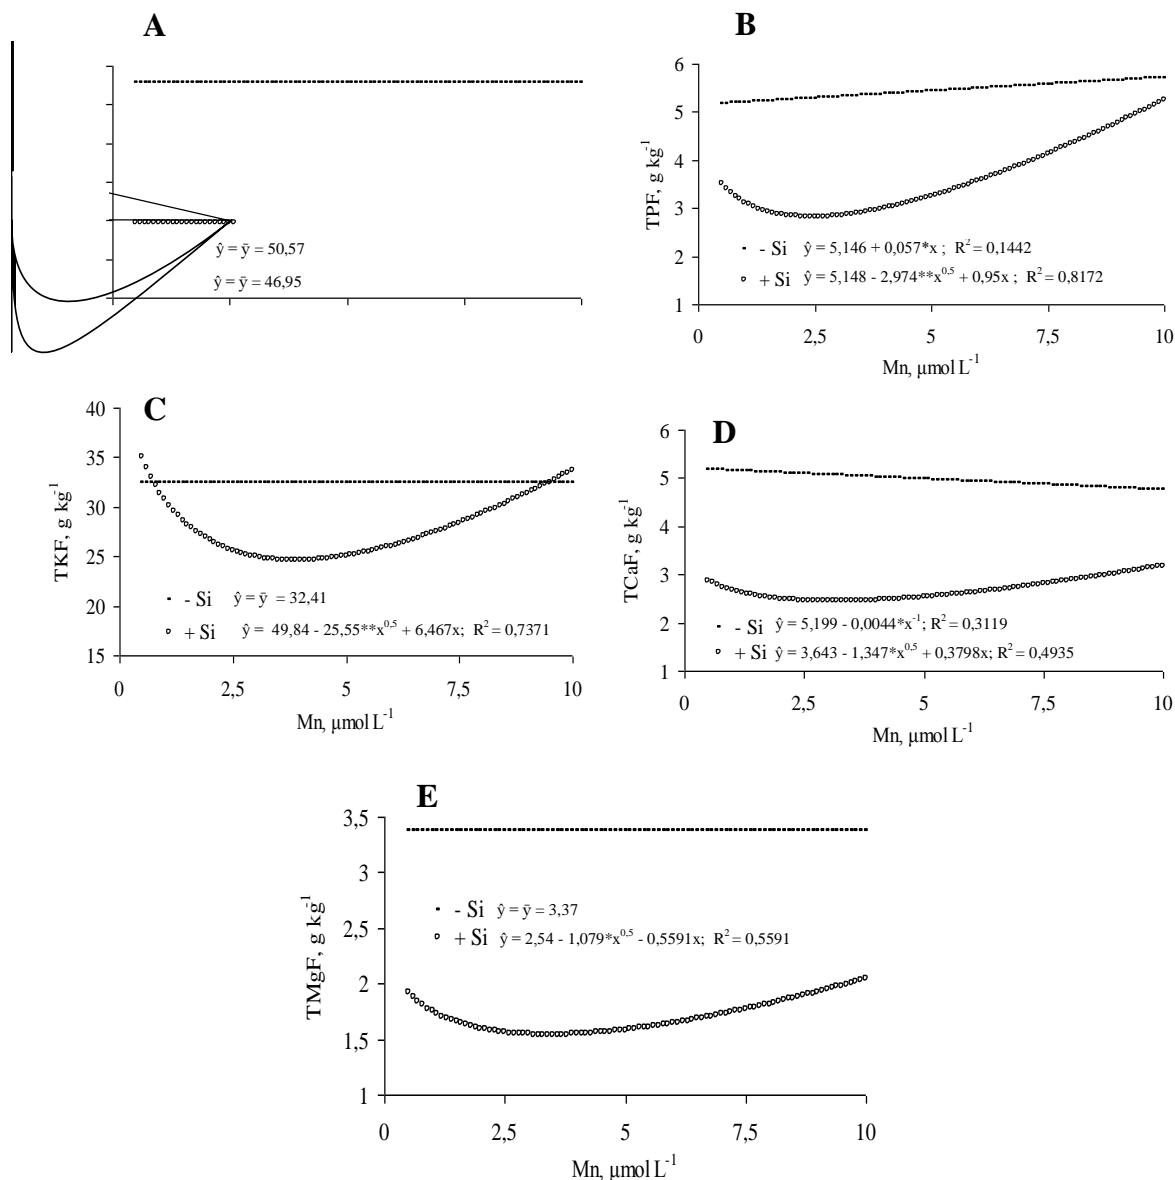 A
ŷ = ȳ = 50,57
ŷ = ȳ = 46,95
B
6
5
4
3
2
1
TPF, g kg⁻¹
- Si ŷ = 5,146 + 0,057*x ; R² = 0,1442
+ Si ŷ = 5,148 - 2,974**x⁰,⁵ + 0,95x ; R² = 0,8172
0 2,5 5 7,5 10
Mn, µmol L⁻¹
C
40
35
30
25
20
15
TKF, g kg⁻¹
- Si ŷ = ȳ = 32,41
+ Si ŷ = 49,84 - 25,55**x⁰,⁵ + 6,467x; R² = 0,7371
0 2,5 5 7,5 10
Mn, µmol L⁻¹
D
6
5
4
3
2
1
TCaF, g kg⁻¹
- Si ŷ = 5,199 - 0,0044*x⁻¹; R² = 0,3119
+ Si ŷ = 3,643 - 1,347*x⁰,⁵ + 0,3798x; R² = 0,4935
0 2,5 5 7,5 10
Mn, µmol L⁻¹
E
3,5
3
2,5
2
1,5
1
TMgF, g kg⁻¹
- Si ŷ = ȳ = 3,37
+ Si ŷ = 2,54 - 1,079*x⁰,⁵ - 0,5591x; R² = 0,5591
0 2,5 5 7,5 10
Mn, µmol L⁻¹